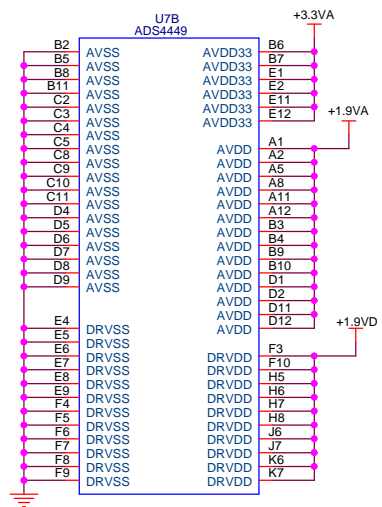 U7B
ADS4449
+3.3VA
B2 AVSS AVDD33 B6
B5 AVSS AVDD33 B7
B8 AVSS AVDD33 E1
B11 AVSS AVDD33 E2
C2 AVSS AVDD33 E11
C3 AVSS AVDD33 E12
+1.9VA
C4 AVSS
C5 AVSS AVDD A1
C8 AVSS AVDD A2
C9 AVSS AVDD A5
C10 AVSS AVDD A8
C11 AVSS AVDD A11
D4 AVSS AVDD A12
D5 AVSS AVDD B3
D6 AVSS AVDD B4
D7 AVSS AVDD B9
D8 AVSS AVDD B10
D9 AVSS AVDD D1
AVDD D2
AVDD D11
+1.9VD
E4 DRVSS AVDD D12
E5 DRVSS
E6 DRVSS DRVDD F3
E7 DRVSS DRVDD F10
E8 DRVSS DRVDD H5
E9 DRVSS DRVDD H6
F4 DRVSS DRVDD H7
F5 DRVSS DRVDD H8
F6 DRVSS DRVDD J6
F7 DRVSS DRVDD J7
F8 DRVSS DRVDD K6
F9 DRVSS DRVDD K7